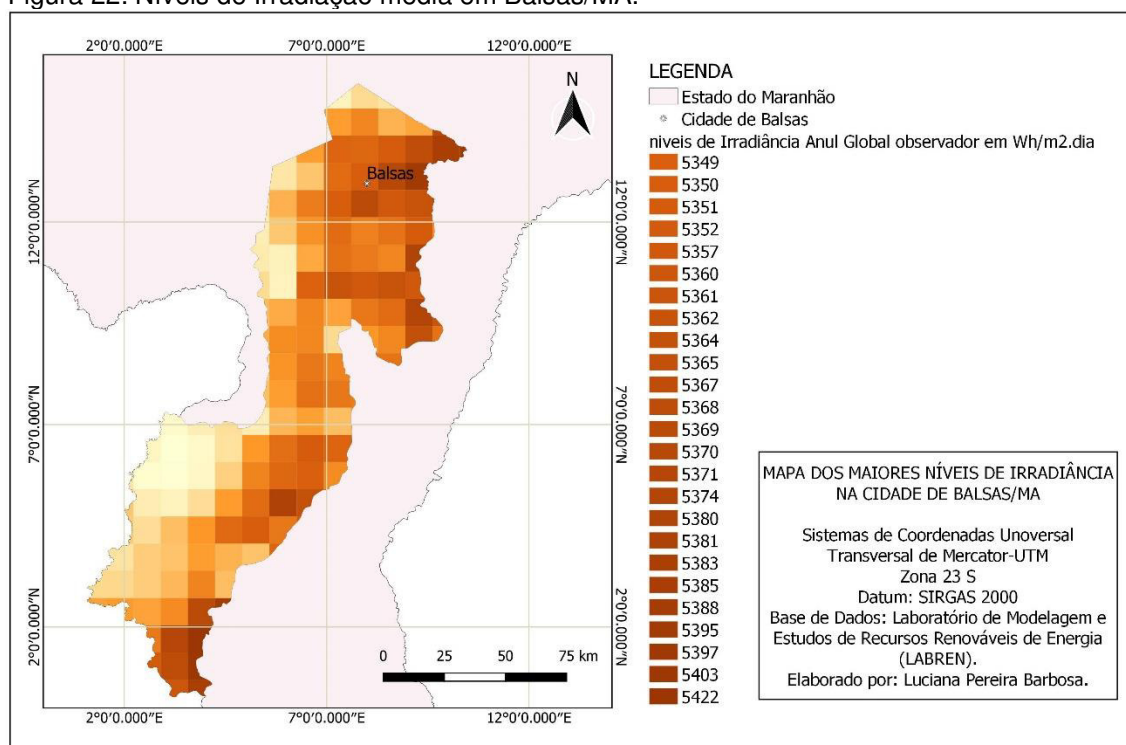 Figura 22: Níveis de irradiação média em Balsas/MA.
2°0'0.000"E 7°0'0.000"E 12°0'0.000"E
N
Balsas
12°0'0.000"N 12°0'0.000"N
7°0'0.000"N 7°0'0.000"N
2°0'0.000"N 2°0'0.000"N
0 25 50 75 km
2°0'0.000"E 7°0'0.000"E 12°0'0.000"E
LEGENDA
Estado do Maranhão
Cidade de Balsas
niveis de Irradiância Anul Global observador em Wh/m2.dia
5349
5350
5351
5352
5357
5360
5361
5362
5364
5365
5367
5368
5369
5370
5371
5374
5380
5381
5383
5385
5388
5395
5397
5403
5422
MAPA DOS MAIORES NÍVEIS DE IRRADIÂNCIA
NA CIDADE DE BALSAS/MA
Sistemas de Coordenadas Unoversal
Transversal de Mercator-UTM
Zona 23 S
Datum: SIRGAS 2000
Base de Dados: Laboratório de Modelagem e
Estudos de Recursos Renováveis de Energia
(LABREN).
Elaborado por: Luciana Pereira Barbosa.